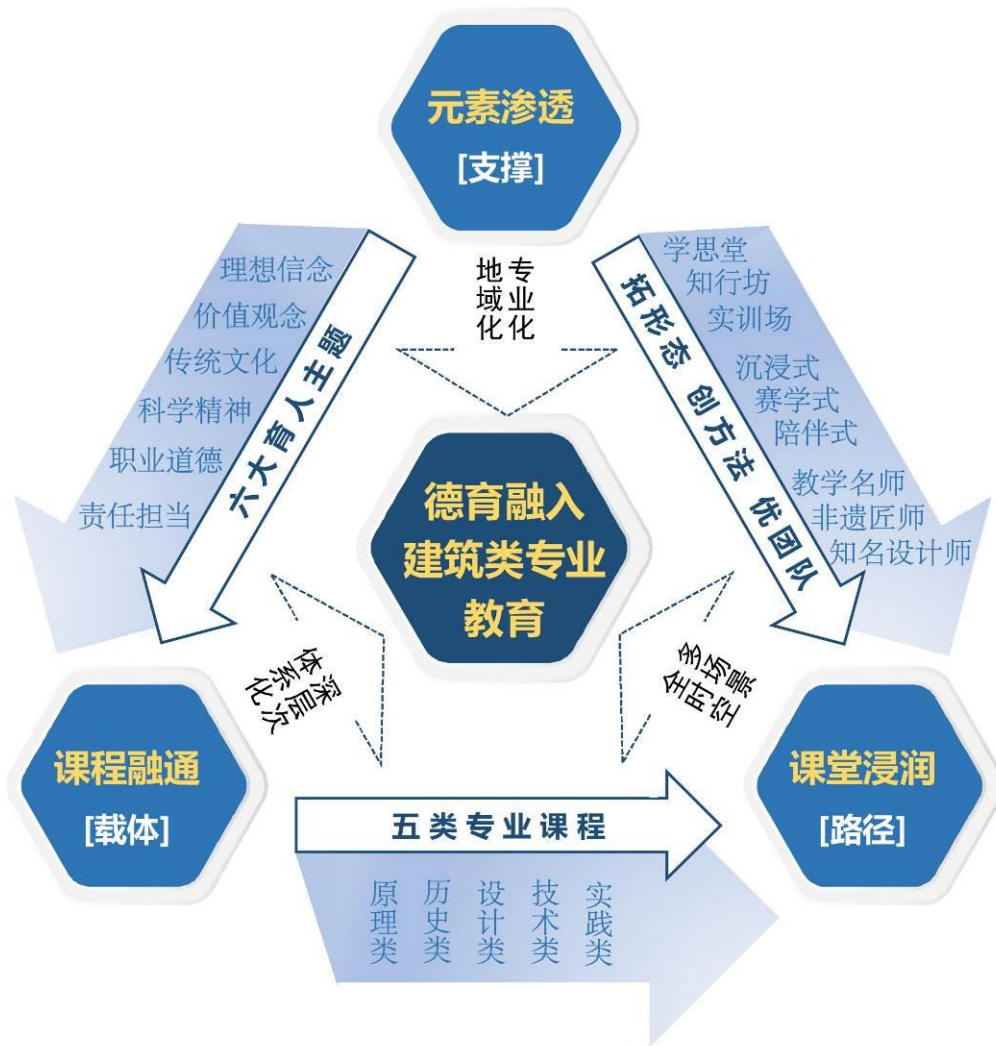 元素渗透
[支撑]
地域化
专业化
理想信念
价值观念
传统文化
科学精神
职业道德
责任担当
六大育人主题
学思堂
知行坊
实训场
沉浸式
赛学式
陪伴式
教学名师
非遗匠师
知名设计师
拓形态 创方法 优团队
德育融入
建筑类专业
教育
体系化
深层次
多场景
全时空
课程融通
[载体]
课堂浸润
[路径]
五类专业课程
原理类
历史类
设计类
技术类
实践类